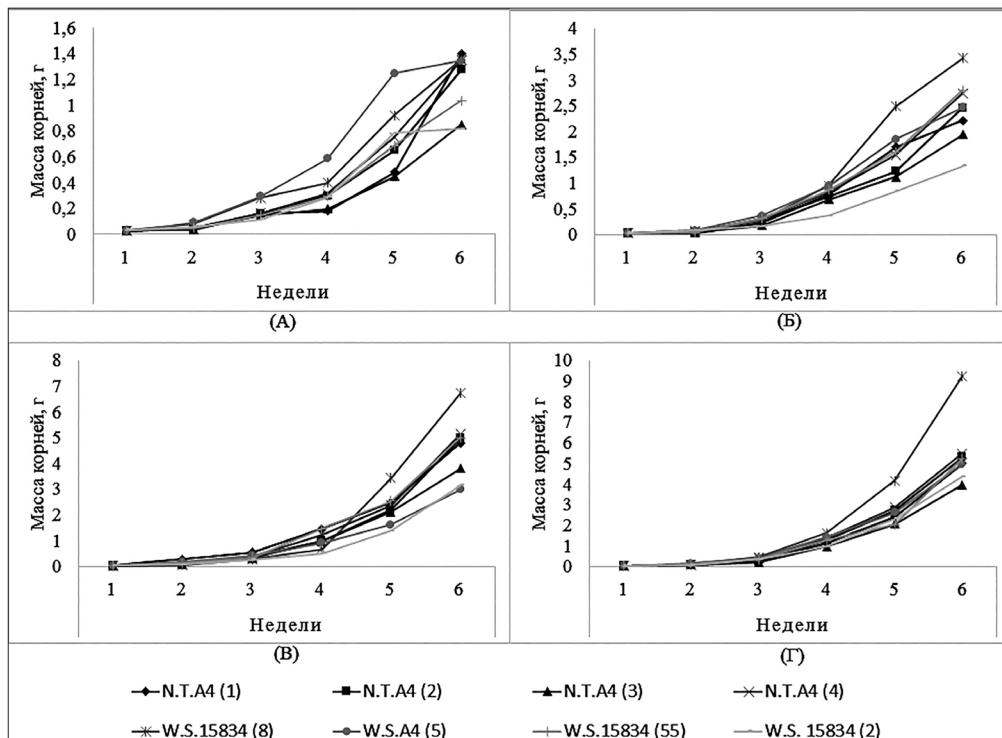 Масса корней, г
1,6
1,4
1,2
1
0,8
0,6
0,4
0,2
0
1 2 3 4 5 6
Недели
(А)
Масса корней, г
4
3,5
3
2,5
2
1,5
1
0,5
0
1 2 3 4 5 6
Недели
(Б)
Масса корней, г
8
7
6
5
4
3
2
1
0
1 2 3 4 5 6
Недели
(В)
Масса корней, г
10
9
8
7
6
5
4
3
2
1
0
1 2 3 4 5 6
Недели
(Г)
N.T.A4 (1) N.T.A4 (2) N.T.A4 (3) N.T.A4 (4)
W.S.15834 (8) W.S.A4 (5) W.S.15834 (55) W.S. 15834 (2)